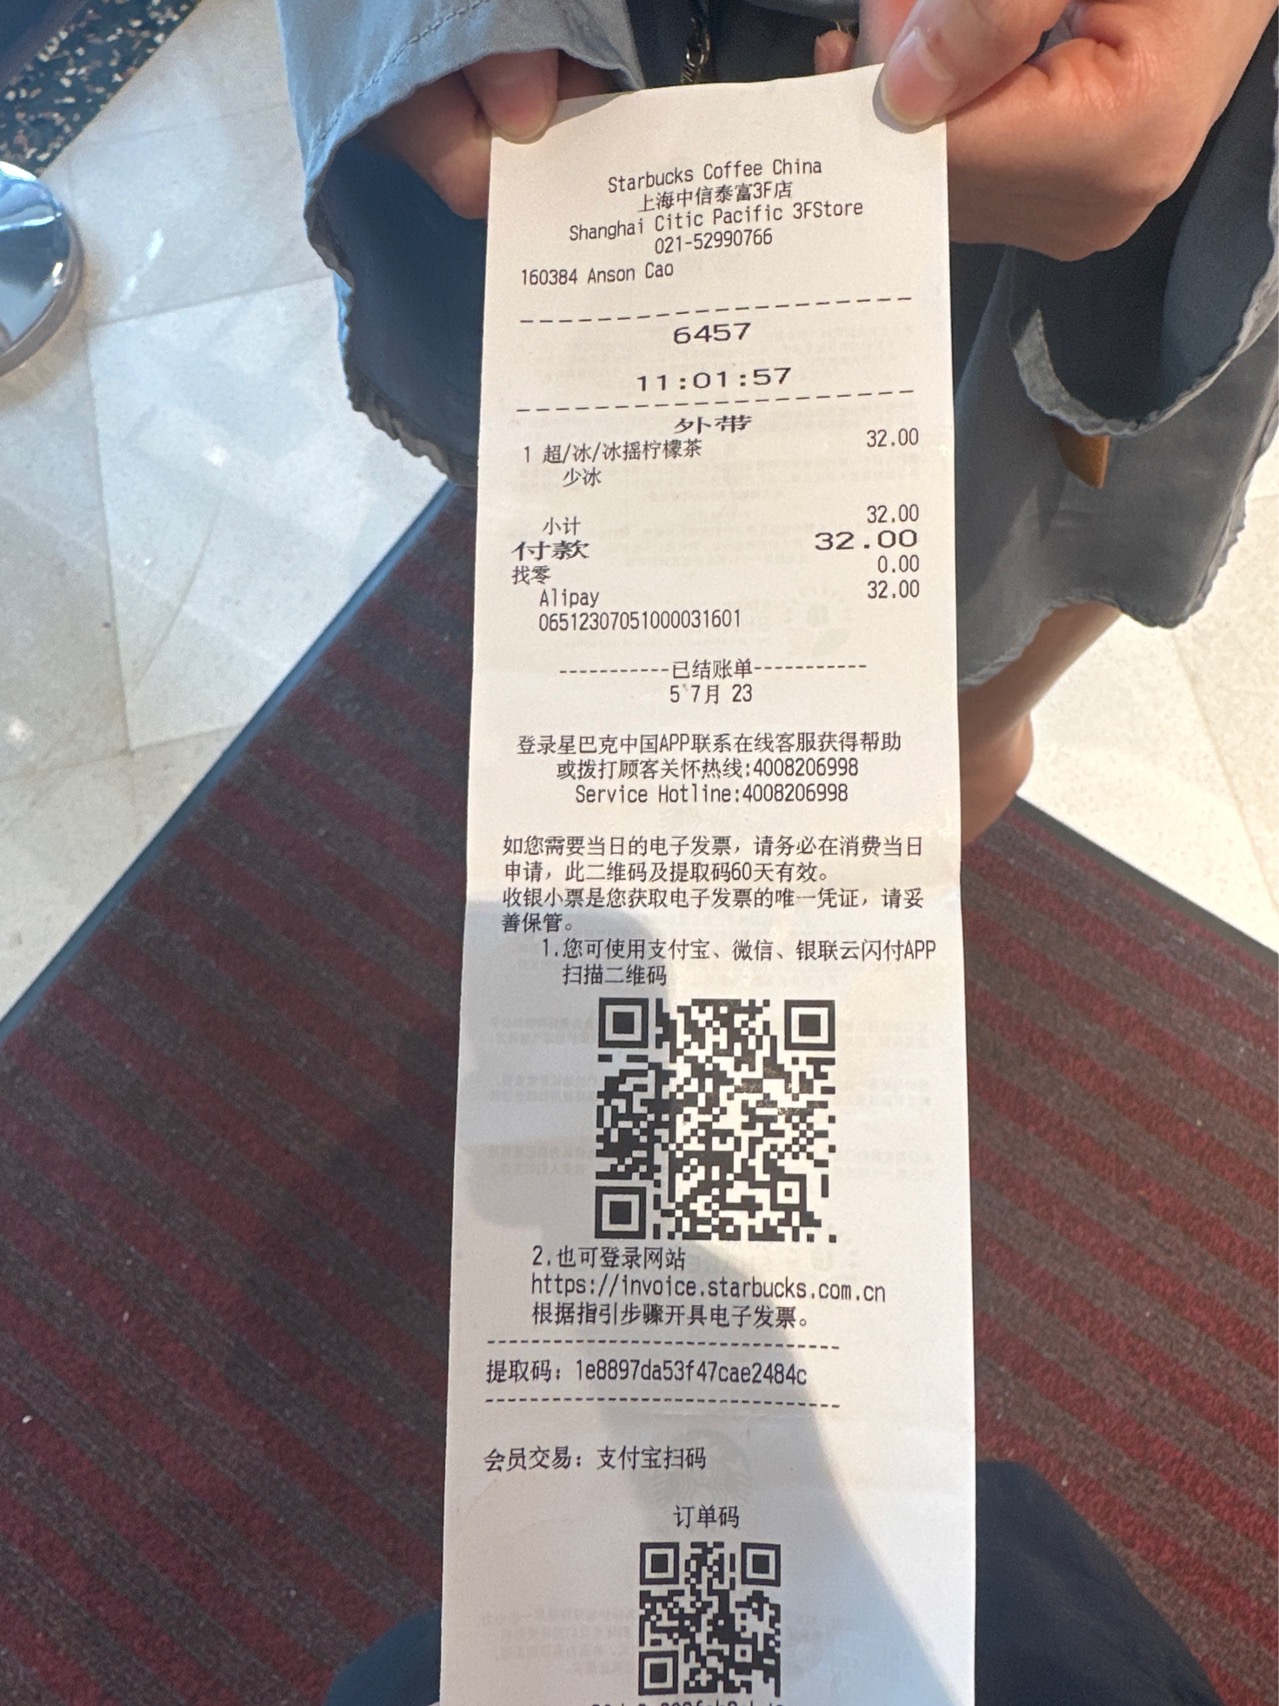 Starbucks Coffee China
上海中信泰富3F店
Shanghai Citic Pacific 3FStore
021-52990766
160384 Anson Cao
6457
11:01:57
外带
1 超/冰/冰摇柠檬茶 32.00
少冰
小计 32.00
付款 32.00
找零 0.00
Alipay 32.00
06512307051000031601
-----------已结账单-----------
5'7月 23
登录星巴克中国APP联系在线客服获得帮助
或拨打顾客关怀热线:4008206998
Service Hotline:4008206998
如您需要当日的电子发票，请务必在消费当日
申请，此二维码及提取码60天有效。
收银小票是您获取电子发票的唯一凭证，请妥
善保管。
1.您可使用支付宝、微信、银联云闪付APP
扫描二维码
2.也可登录网站
https://invoice.starbucks.com.cn
根据指引步骤开具电子发票。
提取码：1e8897da53f47cae2484c
会员交易：支付宝扫码
订单码